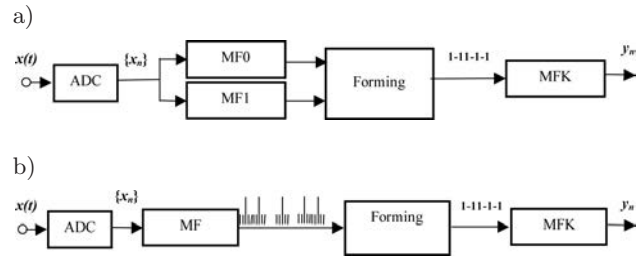 a)
x(t)
ADC
{xₙ}
MF0
MF1
Forming
1-11-1-1
MFK
yₙ
b)
x(t)
ADC
{xₙ}
MF
Forming
1-11-1-1
MFK
yₙ